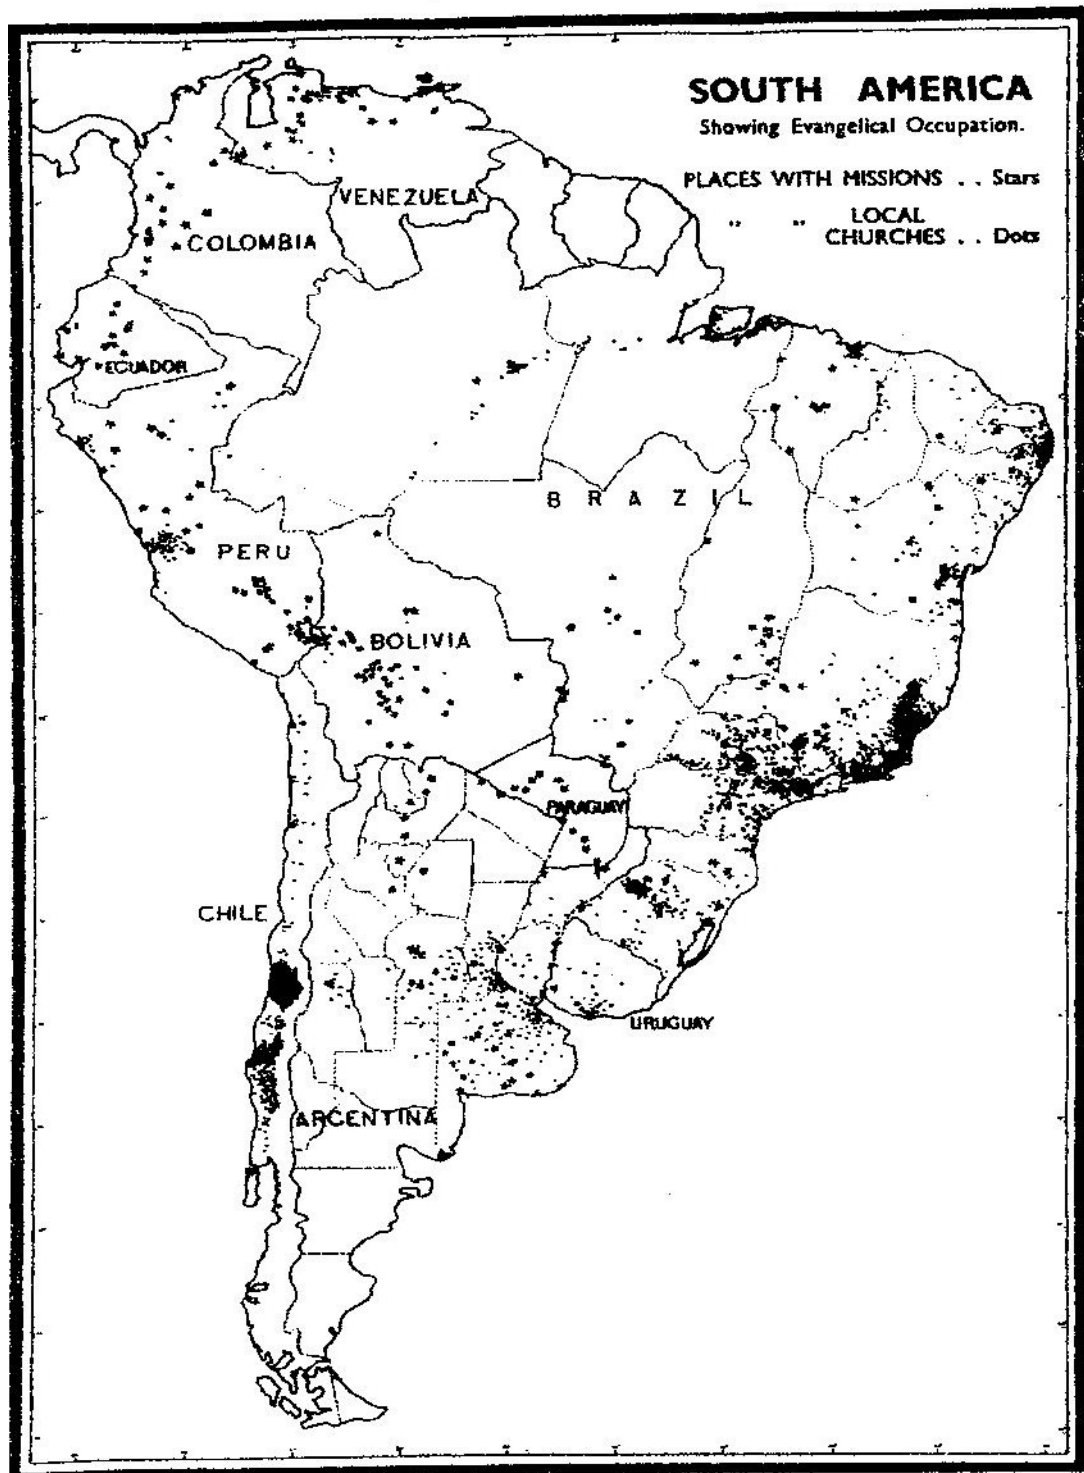 SOUTH AMERICA
Showing Evangelical Occupation.
PLACES WITH MISSIONS . . Stars
" " LOCAL
CHURCHES . . Dots
VENEZUELA
COLOMBIA
ECUADOR
BRAZIL
PERU
BOLIVIA
PARAGUAY
CHILE
URUGUAY
ARGENTINA